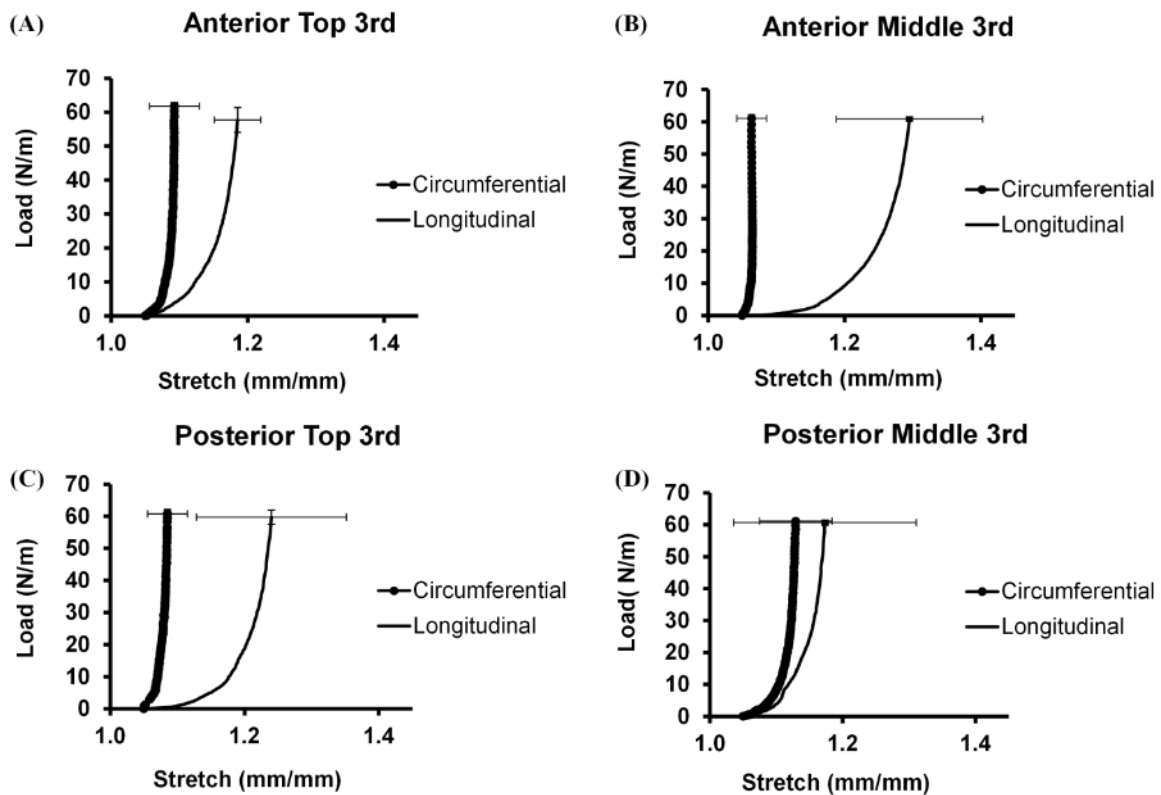 (A)
Anterior Top 3rd
70
60
50
40
30
20
10
0
Load (N/m)
1.0 1.2 1.4
Stretch (mm/mm)
Circumferential
Longitudinal
(B)
Anterior Middle 3rd
70
60
50
40
30
20
10
0
Load (N/m)
1.0 1.2 1.4
Stretch (mm/mm)
Circumferential
Longitudinal
(C)
Posterior Top 3rd
70
60
50
40
30
20
10
0
Load (N/m)
1.0 1.2 1.4
Stretch (mm/mm)
Circumferential
Longitudinal
(D)
Posterior Middle 3rd
70
60
50
40
30
20
10
0
Load( N/m)
1.0 1.2 1.4
Stretch (mm/mm)
Circumferential
Longitudinal